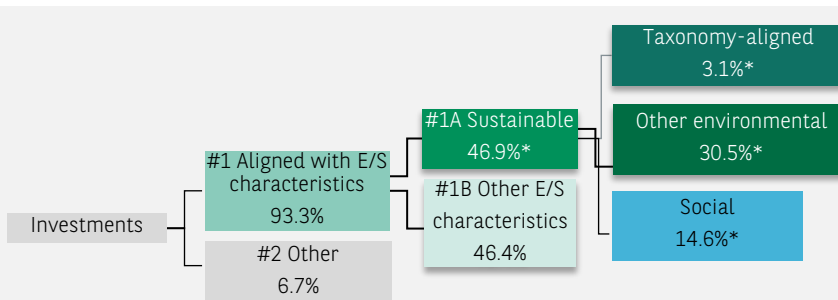 Investments
#1 Aligned with E/S
characteristics
93.3%
#2 Other
6.7%
#1A Sustainable
46.9%*
#1B Other E/S
characteristics
46.4%
Taxonomy-aligned
3.1%*
Other environmental
30.5%*
Social
14.6%*